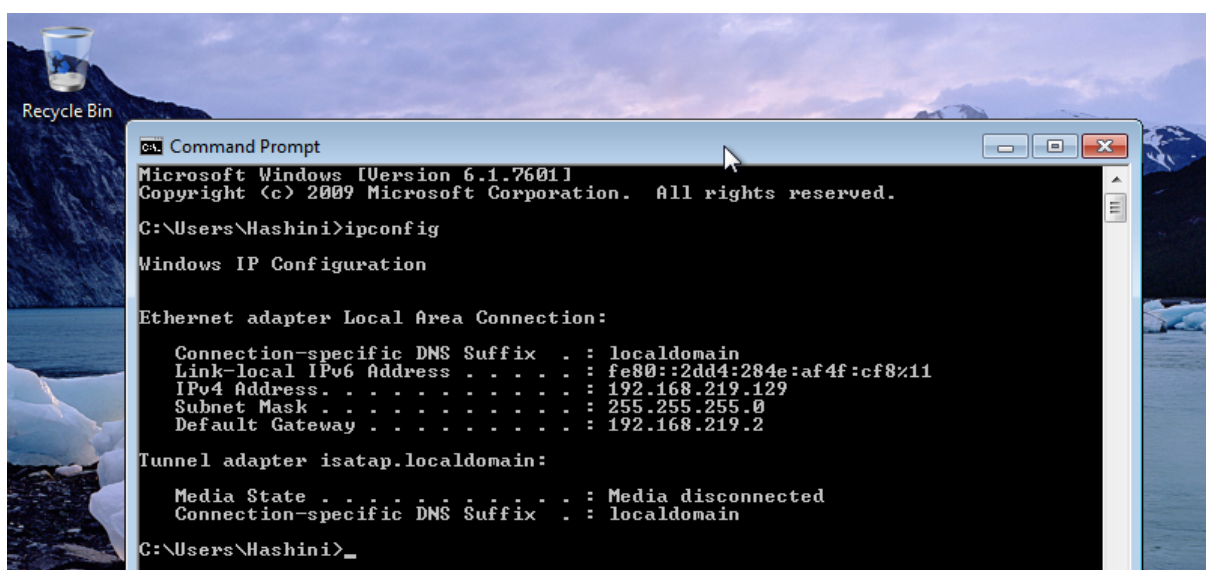 Recycle Bin
Command Prompt
Microsoft Windows [Version 6.1.7601]
Copyright (c) 2009 Microsoft Corporation.  All rights reserved.
C:\Users\Hashini>ipconfig
Windows IP Configuration
Ethernet adapter Local Area Connection:
Connection-specific DNS Suffix  . : localdomain
Link-local IPv6 Address . . . . . : fe80::2dd4:284e:af4f:cf8%11
IPv4 Address. . . . . . . . . . . : 192.168.219.129
Subnet Mask . . . . . . . . . . . : 255.255.255.0
Default Gateway . . . . . . . . . : 192.168.219.2
Tunnel adapter isatap.localdomain:
Media State . . . . . . . . . . . : Media disconnected
Connection-specific DNS Suffix  . : localdomain
C:\Users\Hashini>_